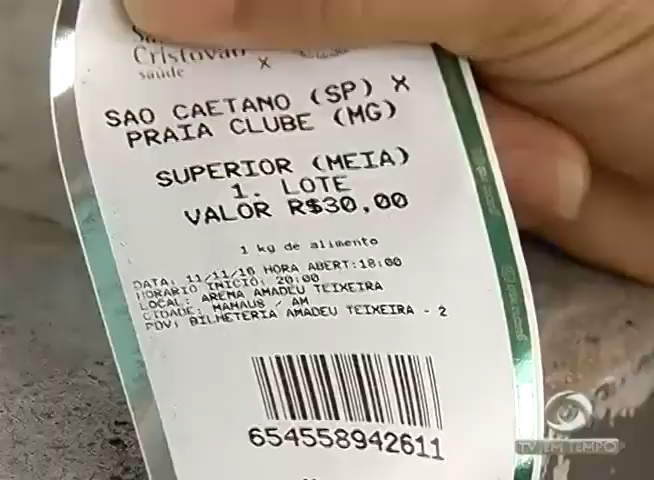 São
Cristóvão
saúde
X
SAO CAETANO (SP) X
PRAIA CLUBE (MG)
SUPERIOR (MEIA)
1. LOTE
VALOR R$30,00
1 kg de alimento
DATA: 11/11/16 HORA ABERT:18:00
HORARIO INICIO: 20:00
LOCAL: ARENA AMADEU TEIXEIRA
CIDADE: MANAUS / AM
PDV: BILHETERIA AMADEU TEIXEIRA - 2
654558942611
TV EM TEMPO